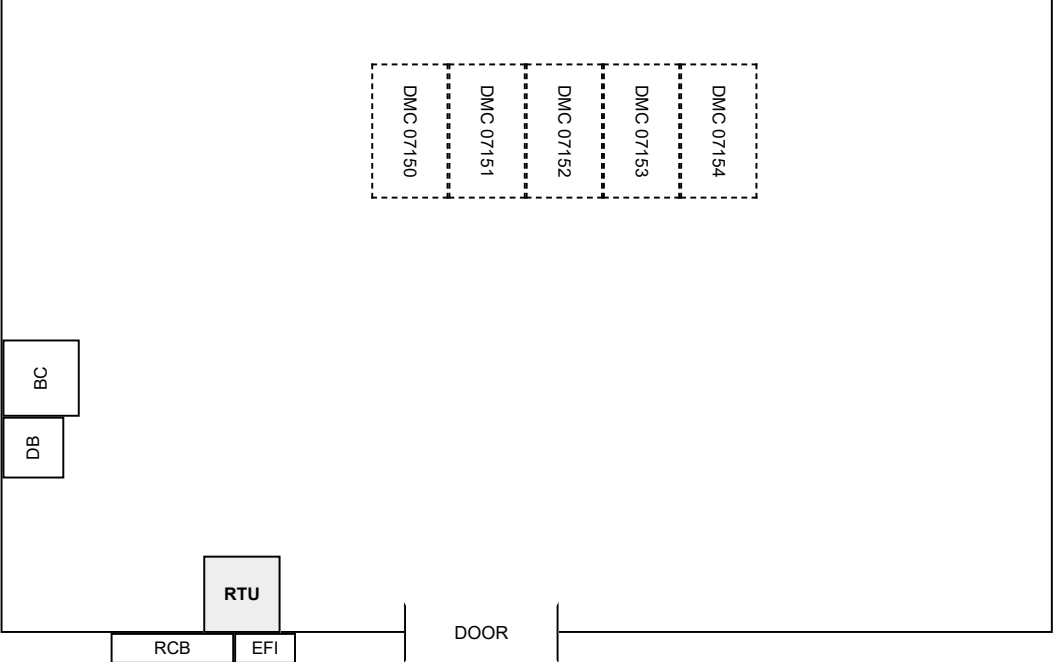 DMC 07150
DMC 07151
DMC 07152
DMC 07153
DMC 07154
BC
DB
RTU
DOOR
RCB
EFI